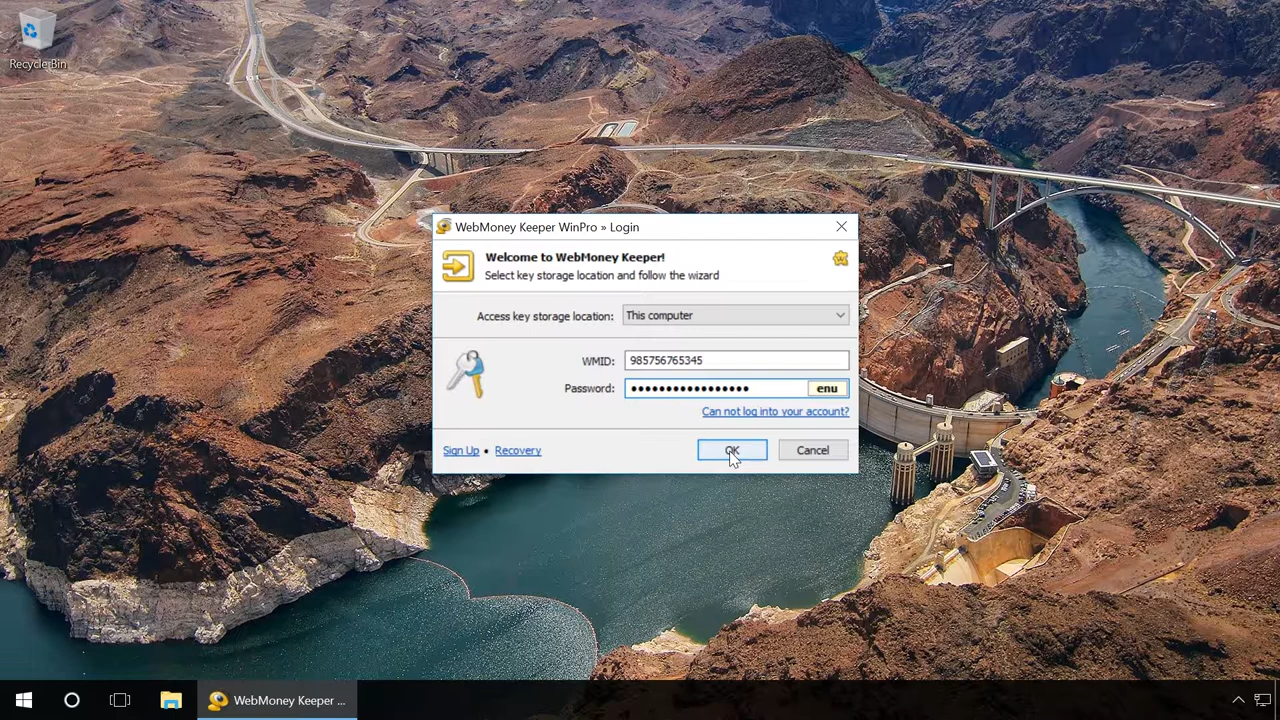 Recycle Bin
WebMoney Keeper WinPro » Login
Welcome to WebMoney Keeper!
Select key storage location and follow the wizard
Access key storage location: This computer
WMID: 985756765345
Password: ••••••••••••••••• enu
Can not log into your account?
Sign Up • Recovery OK Cancel
WebMoney Keeper ...